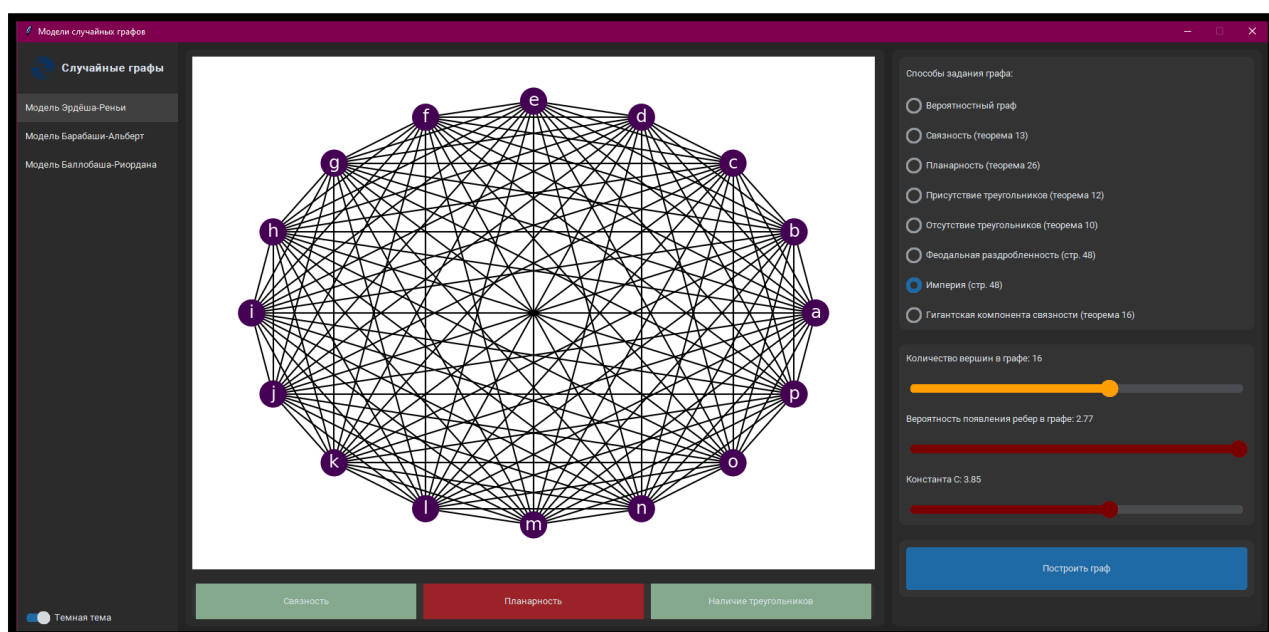 Модели случайных графов
Случайные графы
Модель Эрдёша-Реньи
Модель Барабаши-Альберт
Модель Баллобаша-Риордана
Темная тема
e
f
d
g
c
h
b
i
a
j
p
k
o
l
n
m
Связность
Планарность
Наличие треугольников
Способы задания графа:
Вероятностный граф
Связность (теорема 13)
Планарность (теорема 26)
Присутствие треугольников (теорема 12)
Отсутствие треугольников (теорема 10)
Феодальная раздробленность (стр. 48)
Империя (стр. 48)
Гигантская компонента связности (теорема 16)
Количество вершин в графе: 16
Вероятность появления ребер в графе: 2.77
Константа C: 3.85
Построить граф